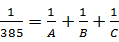 1/385 = 1/A + 1/B + 1/C